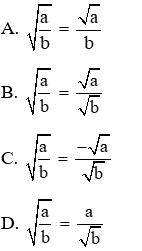 A. √(a/b) = √a/b
B. √(a/b) = √a/√b
C. √(a/b) = −√a/√b
D. √(a/b) = a/√b